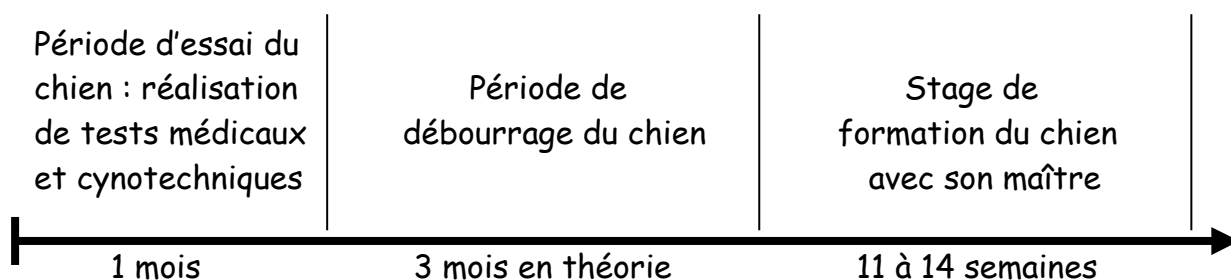 Période d'essai du
chien : réalisation
de tests médicaux
et cynotechniques
Période de
débourrage du chien
Stage de
formation du chien
avec son maître
1 mois
3 mois en théorie
11 à 14 semaines